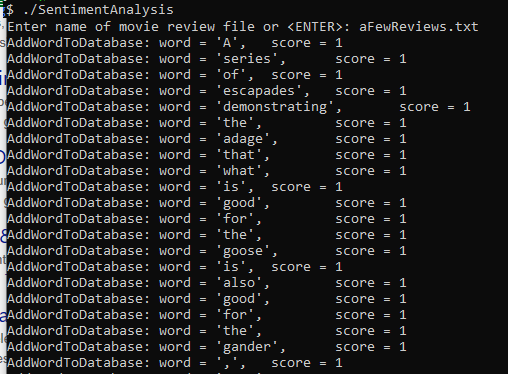 $ ./SentimentAnalysis
Enter name of movie review file or <ENTER>: aFewReviews.txt
AddWordToDatabase: word = 'A', score = 1
AddWordToDatabase: word = 'series', score = 1
AddWordToDatabase: word = 'of', score = 1
AddWordToDatabase: word = 'escapades', score = 1
AddWordToDatabase: word = 'demonstrating', score = 1
AddWordToDatabase: word = 'the', score = 1
AddWordToDatabase: word = 'adage', score = 1
AddWordToDatabase: word = 'that', score = 1
AddWordToDatabase: word = 'what', score = 1
AddWordToDatabase: word = 'is', score = 1
AddWordToDatabase: word = 'good', score = 1
AddWordToDatabase: word = 'for', score = 1
AddWordToDatabase: word = 'the', score = 1
AddWordToDatabase: word = 'goose', score = 1
AddWordToDatabase: word = 'is', score = 1
AddWordToDatabase: word = 'also', score = 1
AddWordToDatabase: word = 'good', score = 1
AddWordToDatabase: word = 'for', score = 1
AddWordToDatabase: word = 'the', score = 1
AddWordToDatabase: word = 'gander', score = 1
AddWordToDatabase: word = ',', score = 1